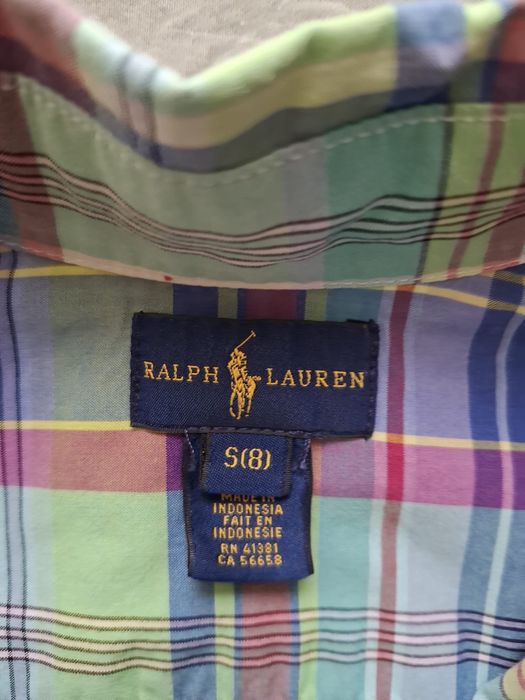 RALPH LAUREN
S(8)
MADE IN
INDONESIA
FAIT EN
INDONESIE
RN 41381
CA 56658